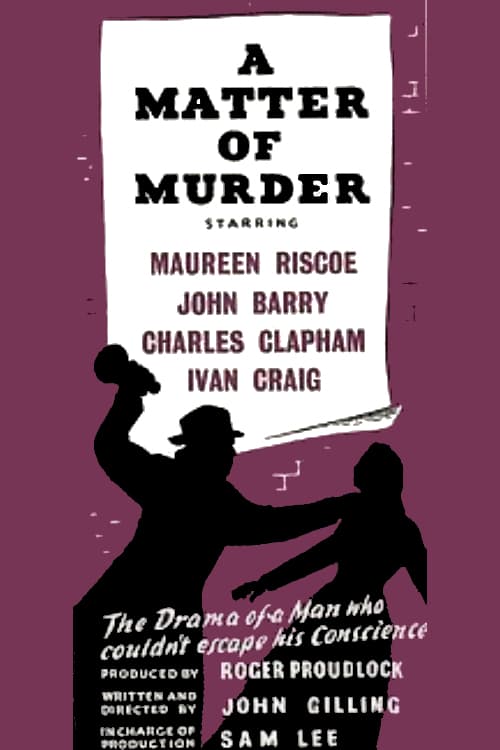 A
MATTER
OF
MURDER
STARRING
MAUREEN RISCOE
JOHN BARRY
CHARLES CLAPHAM
IVAN CRAIG
The Drama of a Man who
couldn't escape his Conscience
PRODUCED BY ROGER PROUDLOCK
WRITTEN AND
DIRECTED BY JOHN GILLING
IN CHARGE OF
PRODUCTION SAM LEE